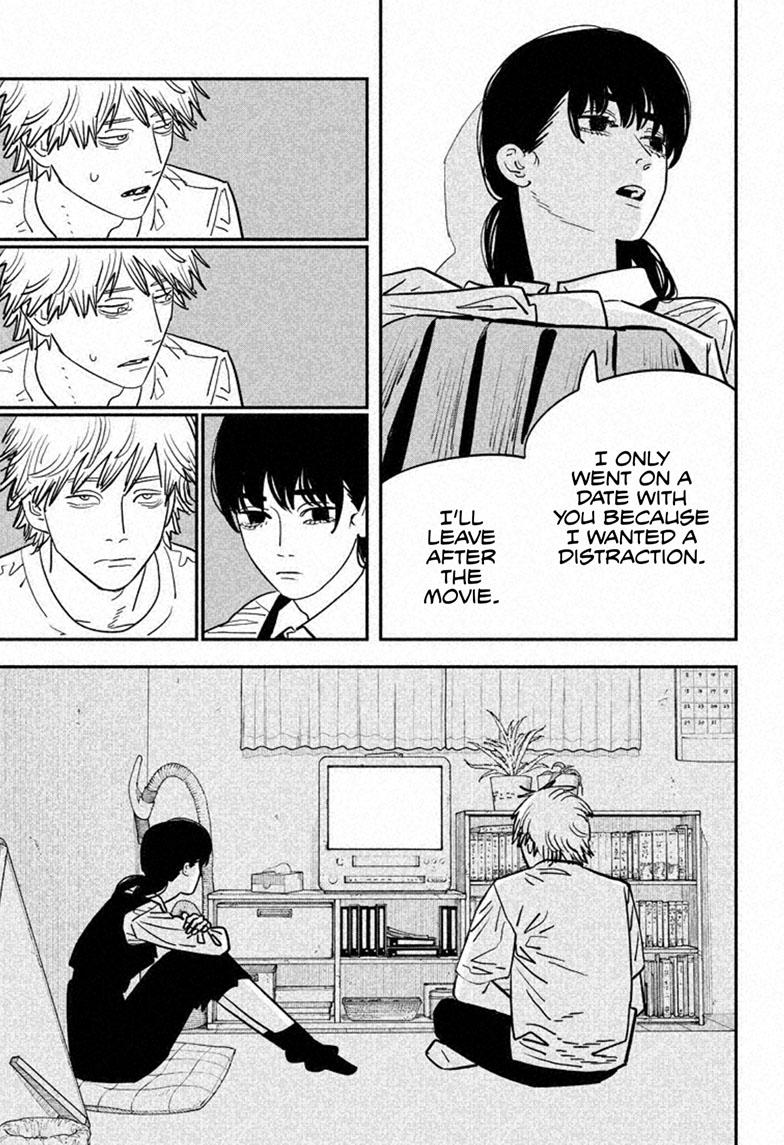 I ONLY
WENT ON A
DATE WITH
YOU BECAUSE
I WANTED A
DISTRACTION.
I'LL
LEAVE
AFTER
THE
MOVIE.